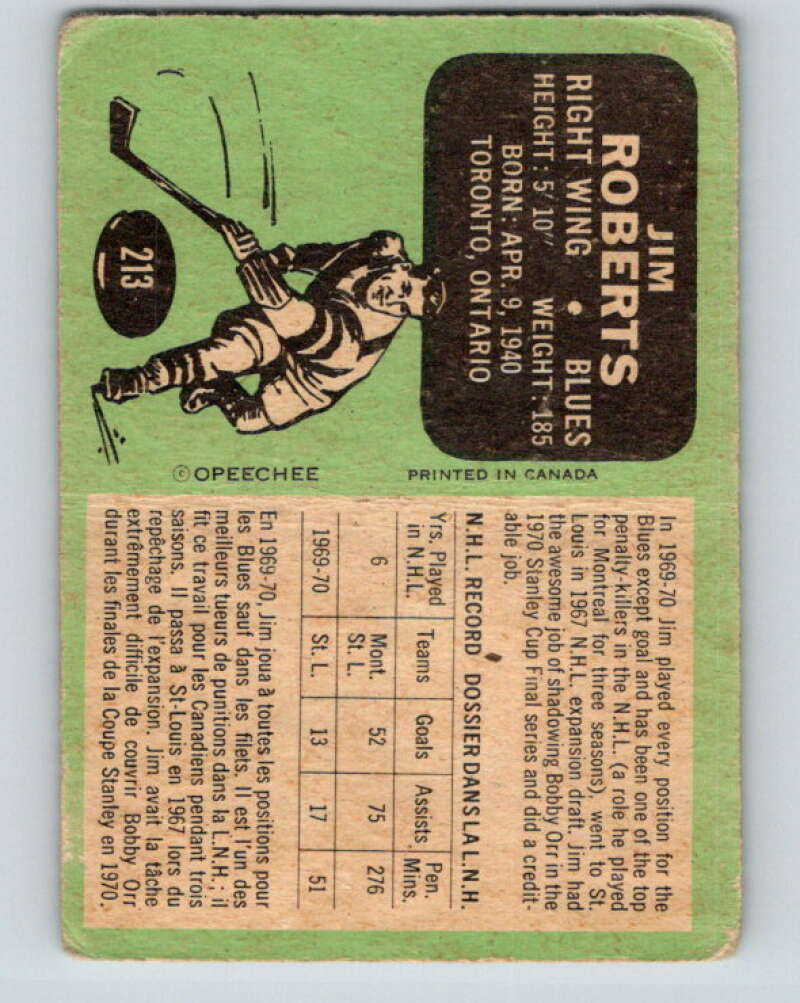 JIM
ROBERTS
RIGHT WING • BLUES
HEIGHT: 5'10" WEIGHT: 185
BORN: APR. 9, 1940
TORONTO, ONTARIO
213
© OPEECHEE
PRINTED IN CANADA
In 1969-70 Jim played every position for the
Blues except goal and has been one of the top
penalty-killers in the N.H.L. (a role he played
for Montreal for three seasons), went to St.
Louis in 1967 N.H.L. expansion draft. Jim had
the awesome job of shadowing Bobby Orr in the
1970 Stanley Cup Final series and did a credit-
able job.
N.H.L. RECORD DOSSIER DANS LA L.N.H.
Yrs. Played in N.H.L. Teams Goals Assists Pen. Mins.
6 Mont. St. L. 52 75 276
1969-70 St. L. 13 17 51
En 1969-70, Jim joua à toutes les positions pour
les Blues sauf dans les filets. Il est l'un des
meilleurs tueurs de punitions dans la L.N.H.; il
fit ce travail pour les Canadiens pendant trois
saisons. Il passa à St-Louis en 1967 lors du
repêchage de l'expansion. Jim avait la tâche
extrêmement difficile de couvrir Bobby Orr
durant les finales de la Coupe Stanley en 1970.